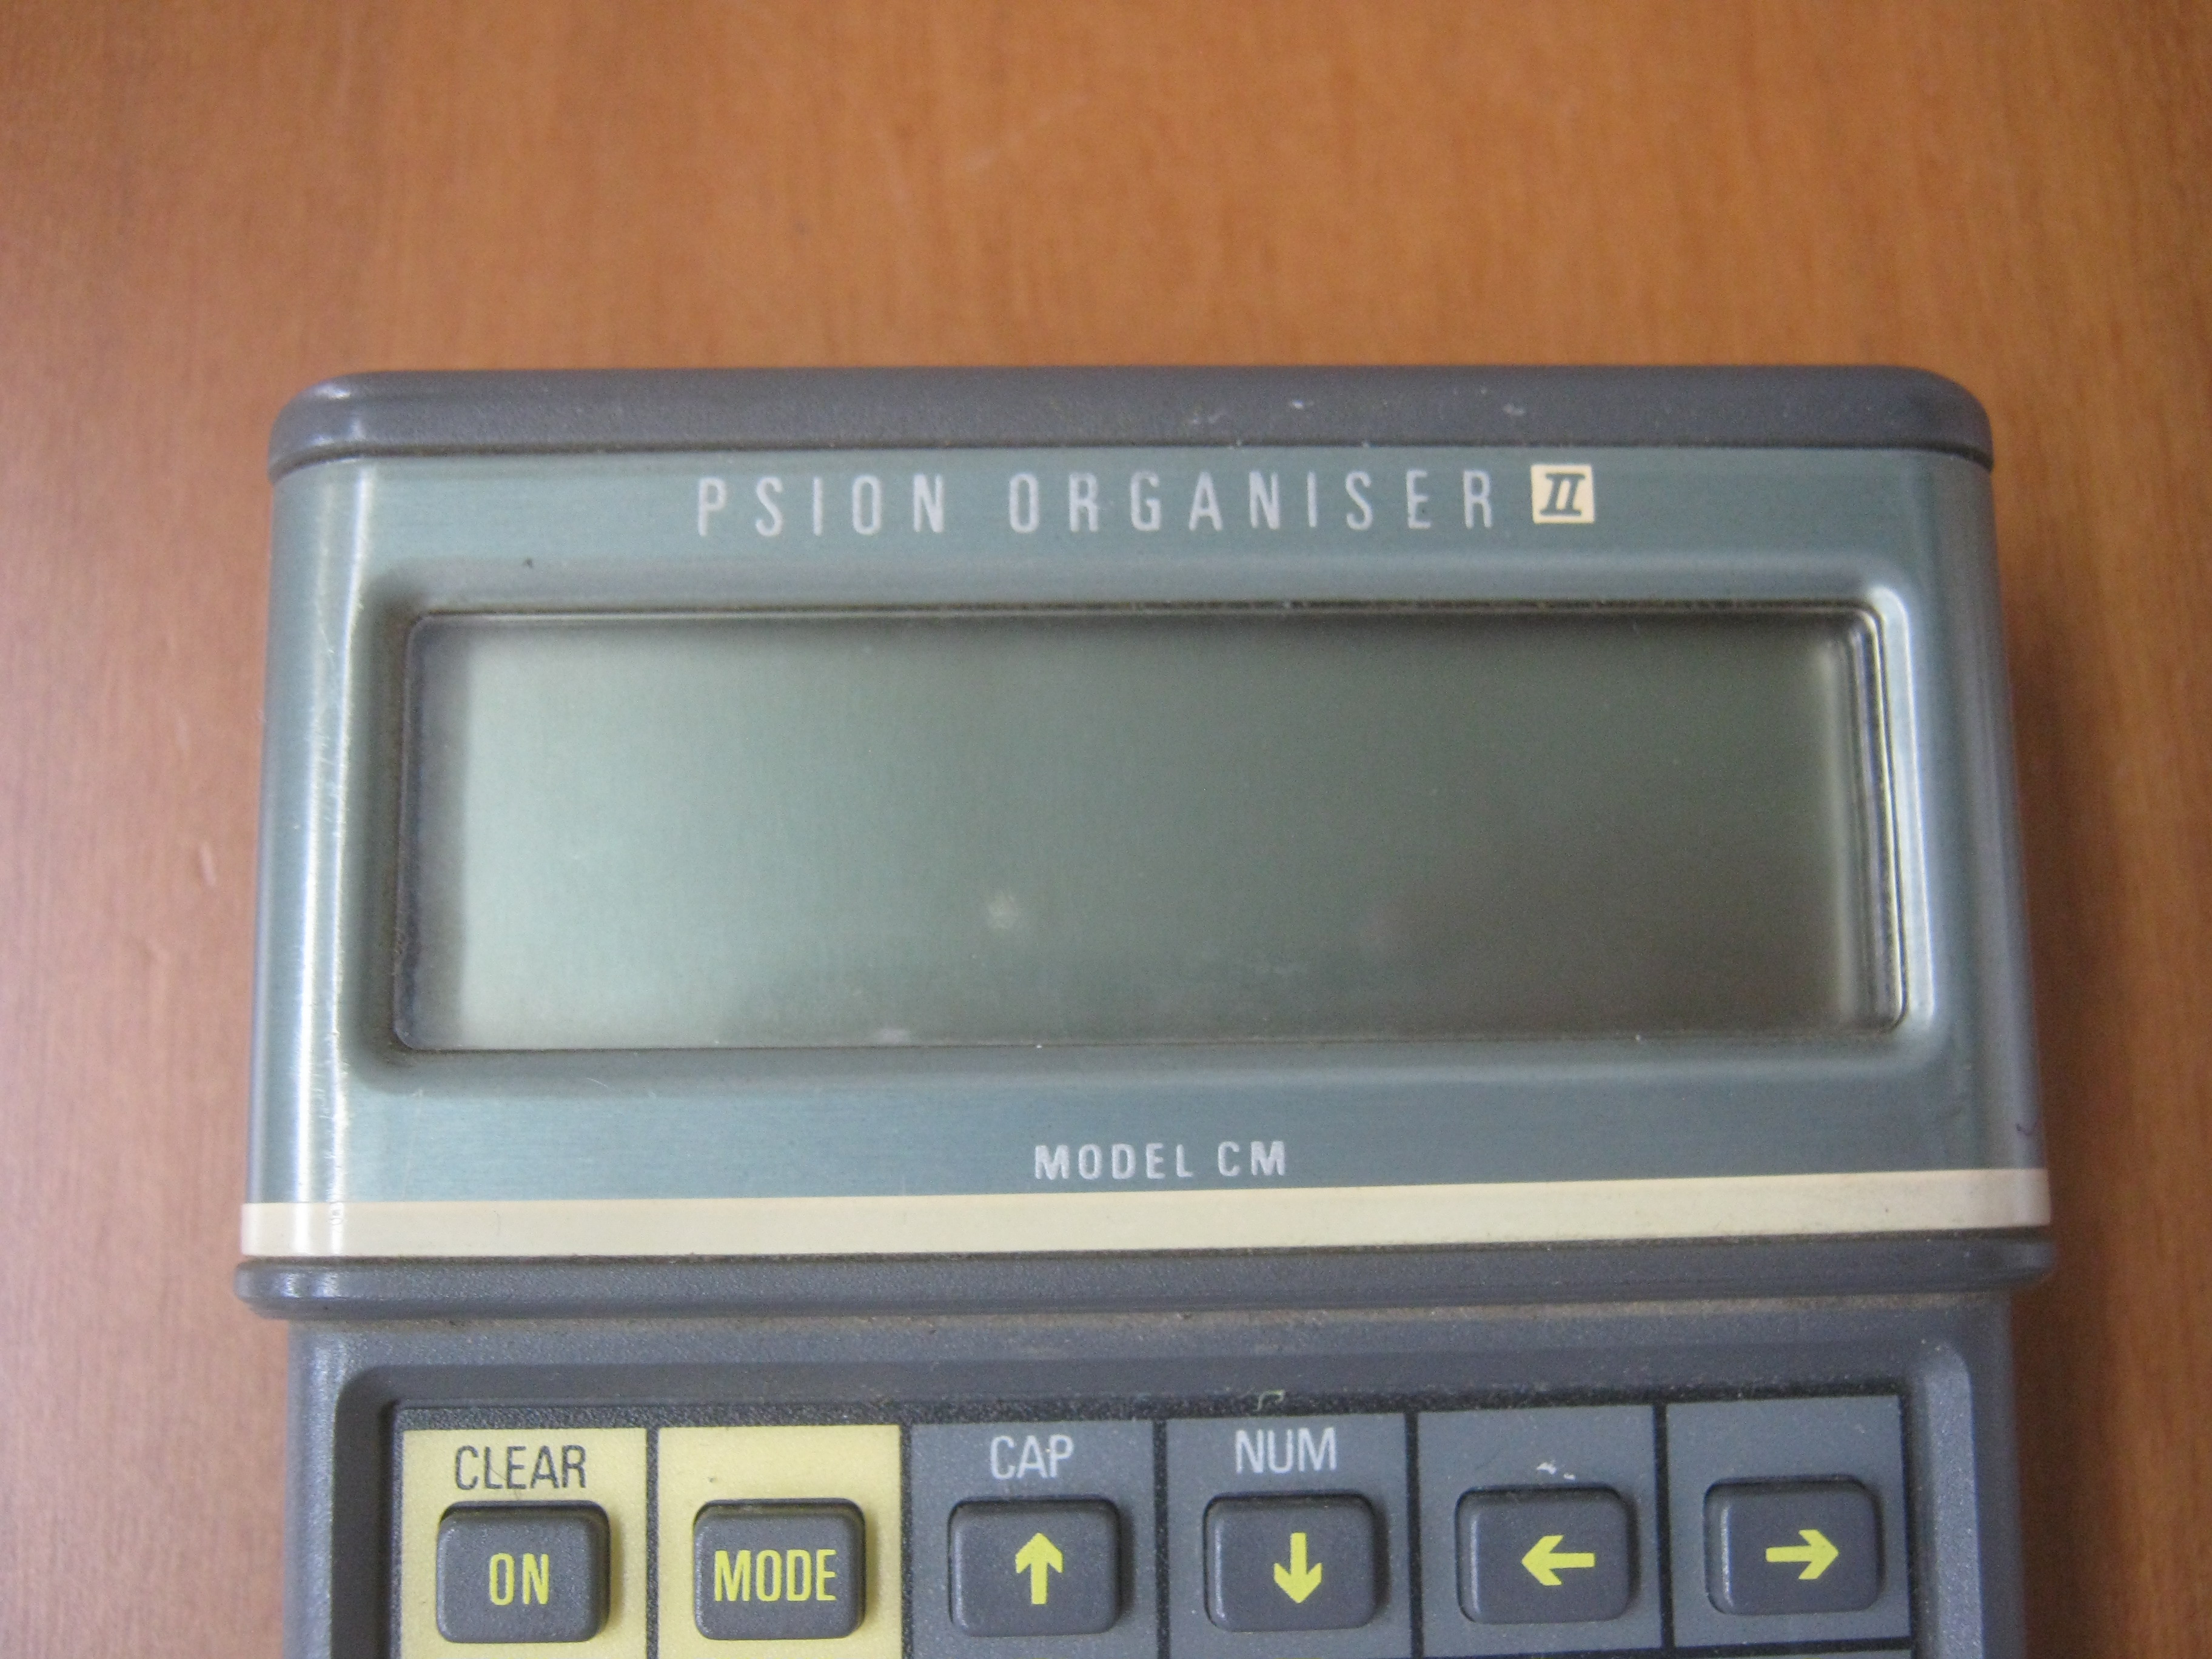 PSION ORGANISER II
MODEL CM
CLEAR CAP NUM
ON MODE ↑ ↓ ← →